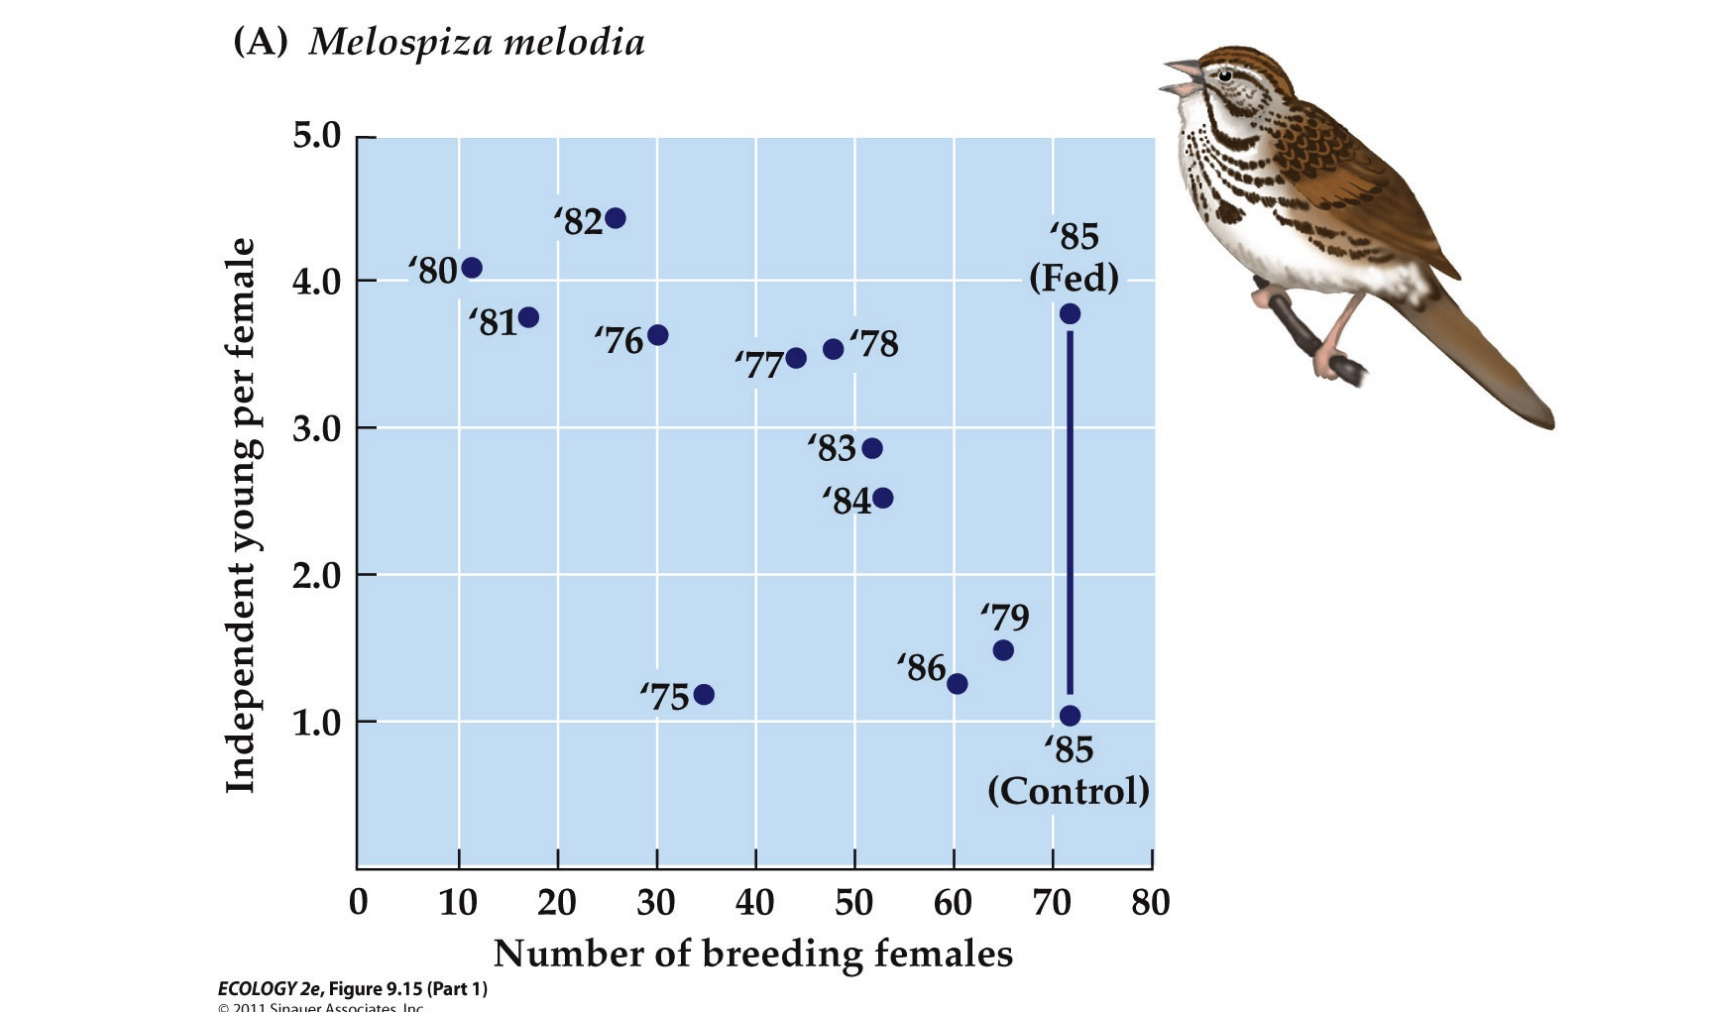 (A) Melospiza melodia
5.0
‘82
‘85
(Fed)
‘80
4.0
‘81
‘76
‘77
‘78
3.0
‘83
‘84
2.0
‘79
‘86
‘75
1.0
‘85
(Control)
Independent young per female
0 10 20 30 40 50 60 70 80
Number of breeding females
ECOLOGY 2e, Figure 9.15 (Part 1)
© 2011 Sinauer Associates, Inc.